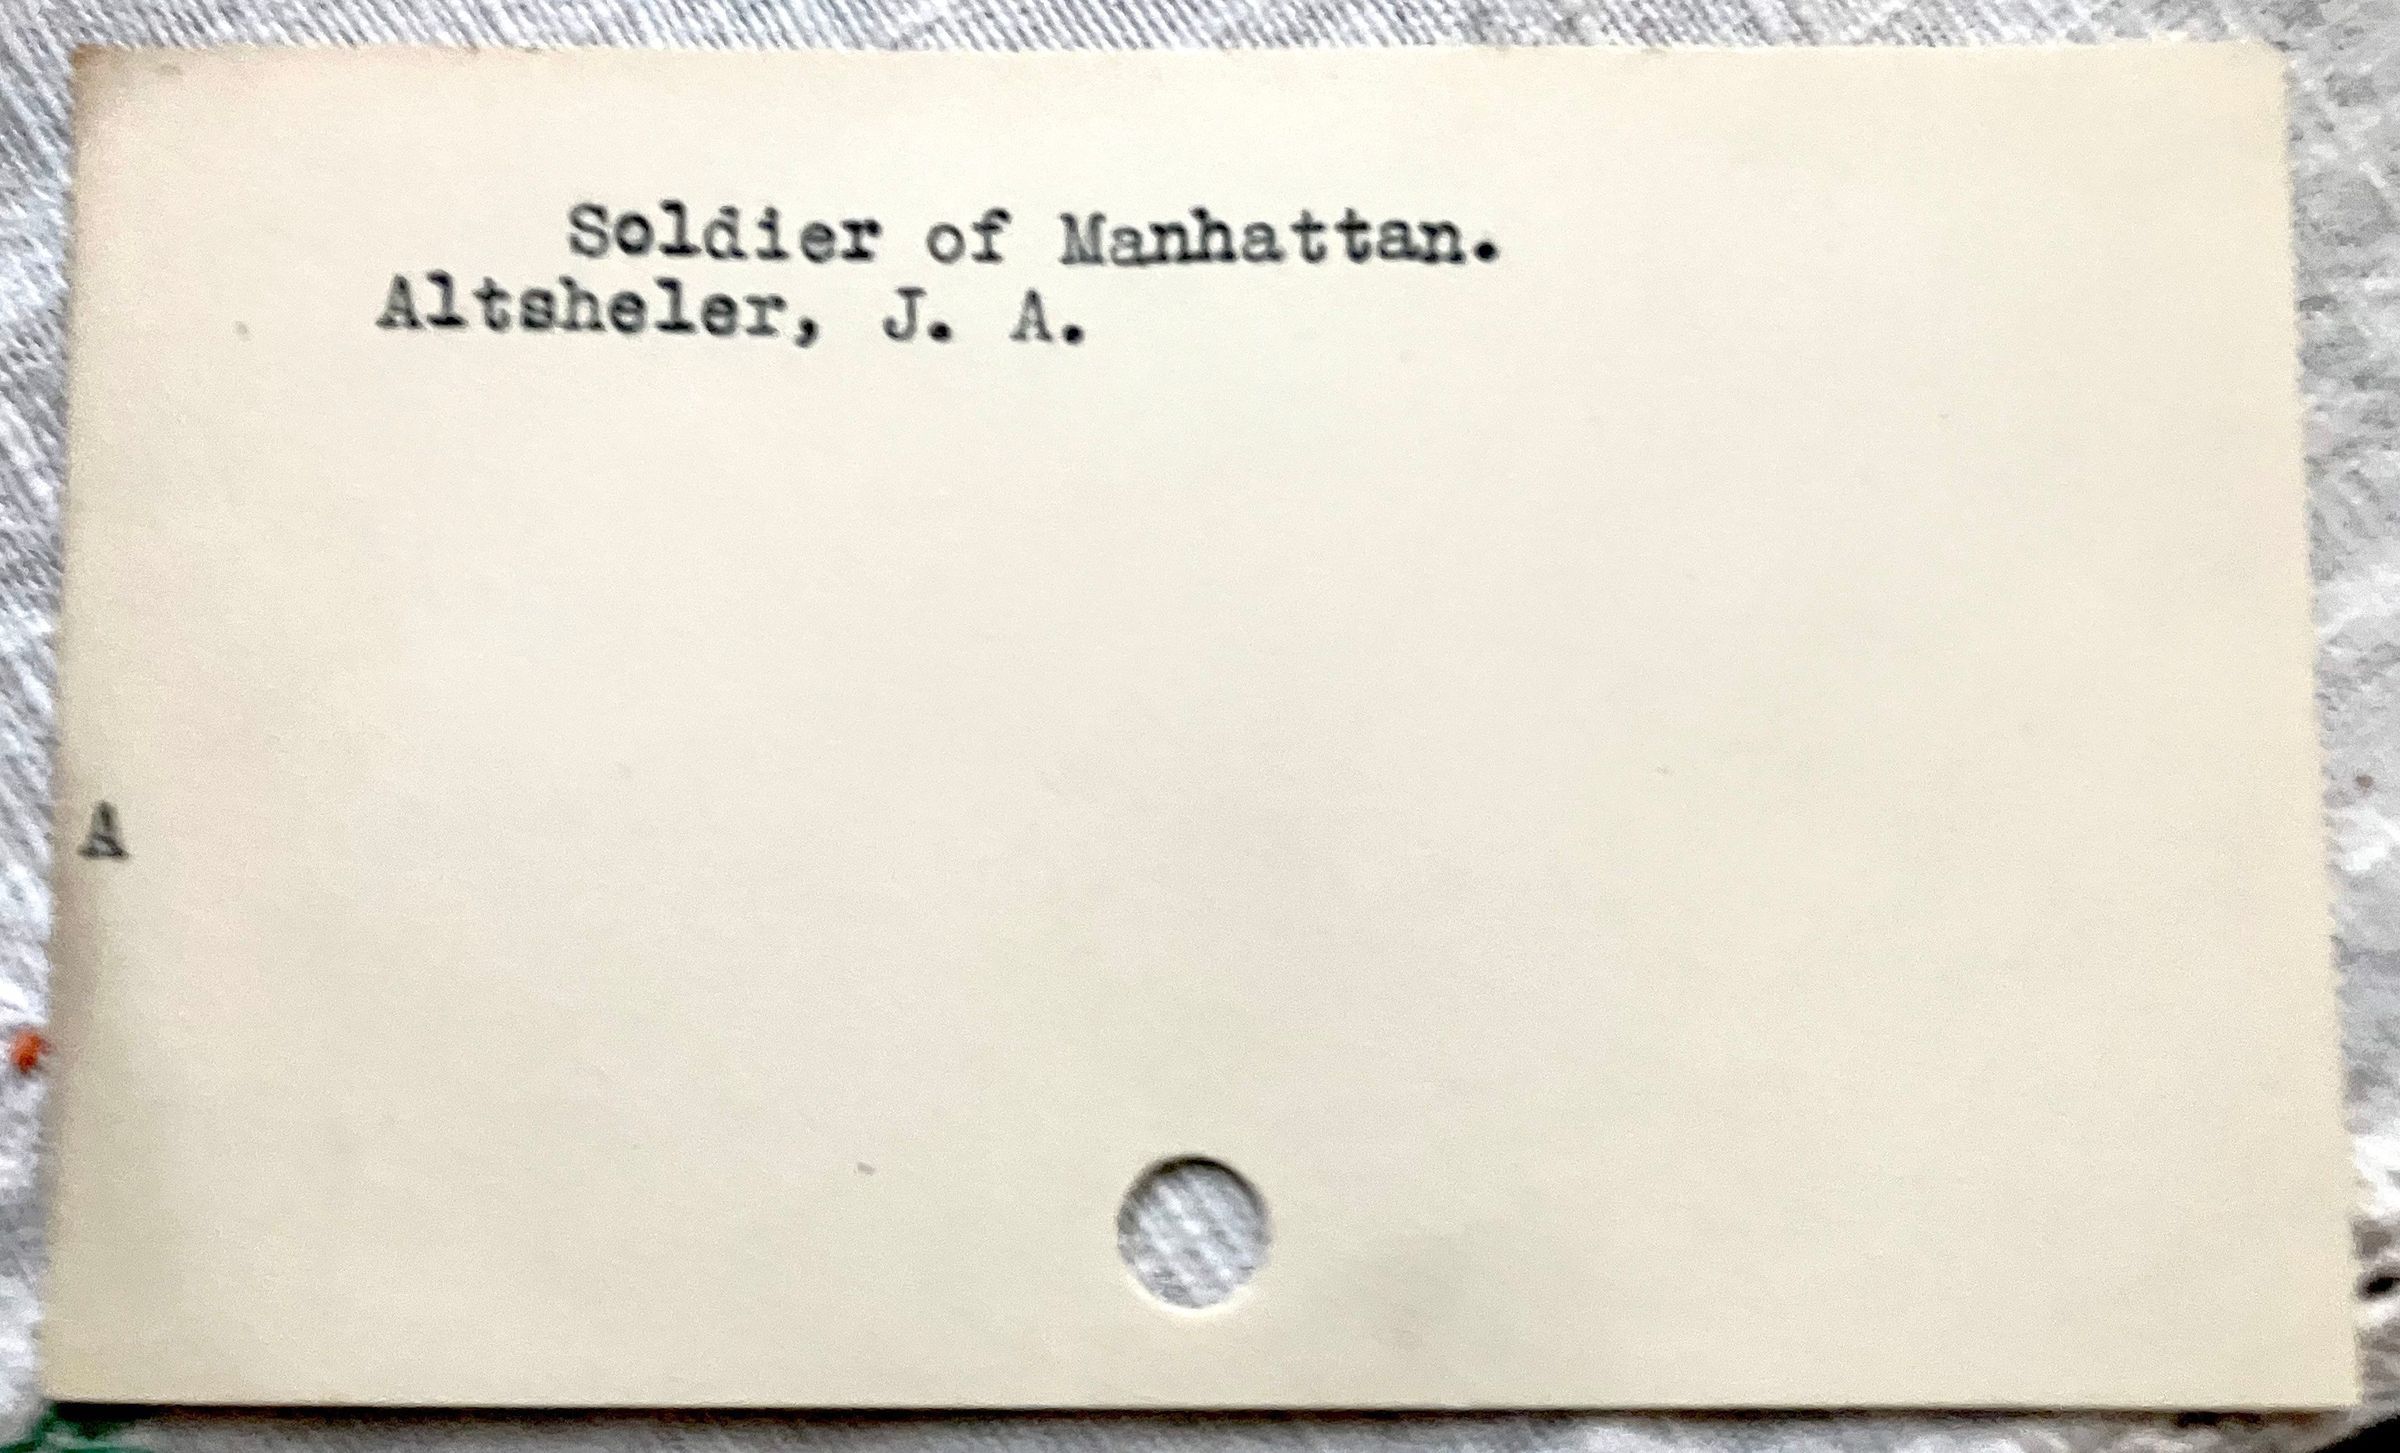 Soldier of Manhattan.
Altsheler, J. A.
A